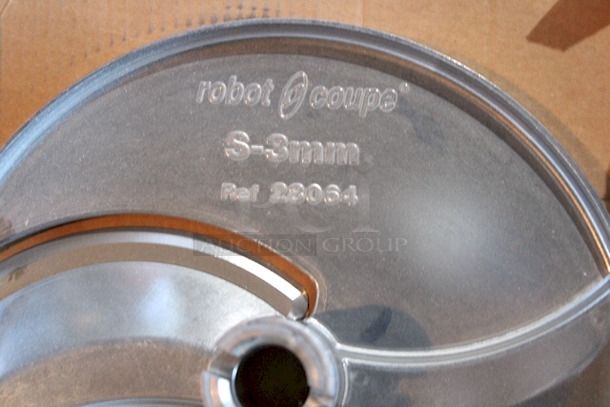 robot coupe®
S-3mm
Ref 28064
AUCTION GROUP